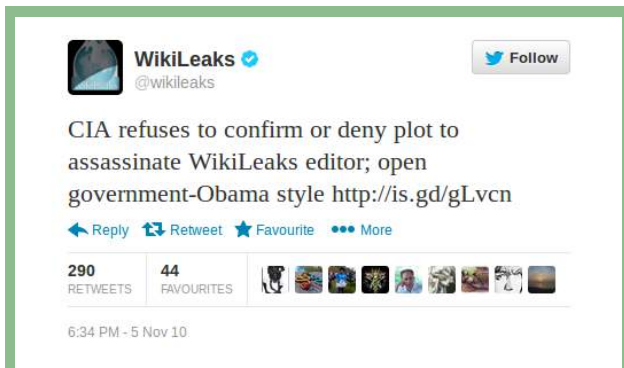 WikiLeaks
Follow
@wikileaks
CIA refuses to confirm or deny plot to
assassinate WikiLeaks editor; open
government-Obama style http://is.gd/gLvcn
Reply Retweet Favourite More
290 44
RETWEETS FAVOURITES
6:34 PM - 5 Nov 10